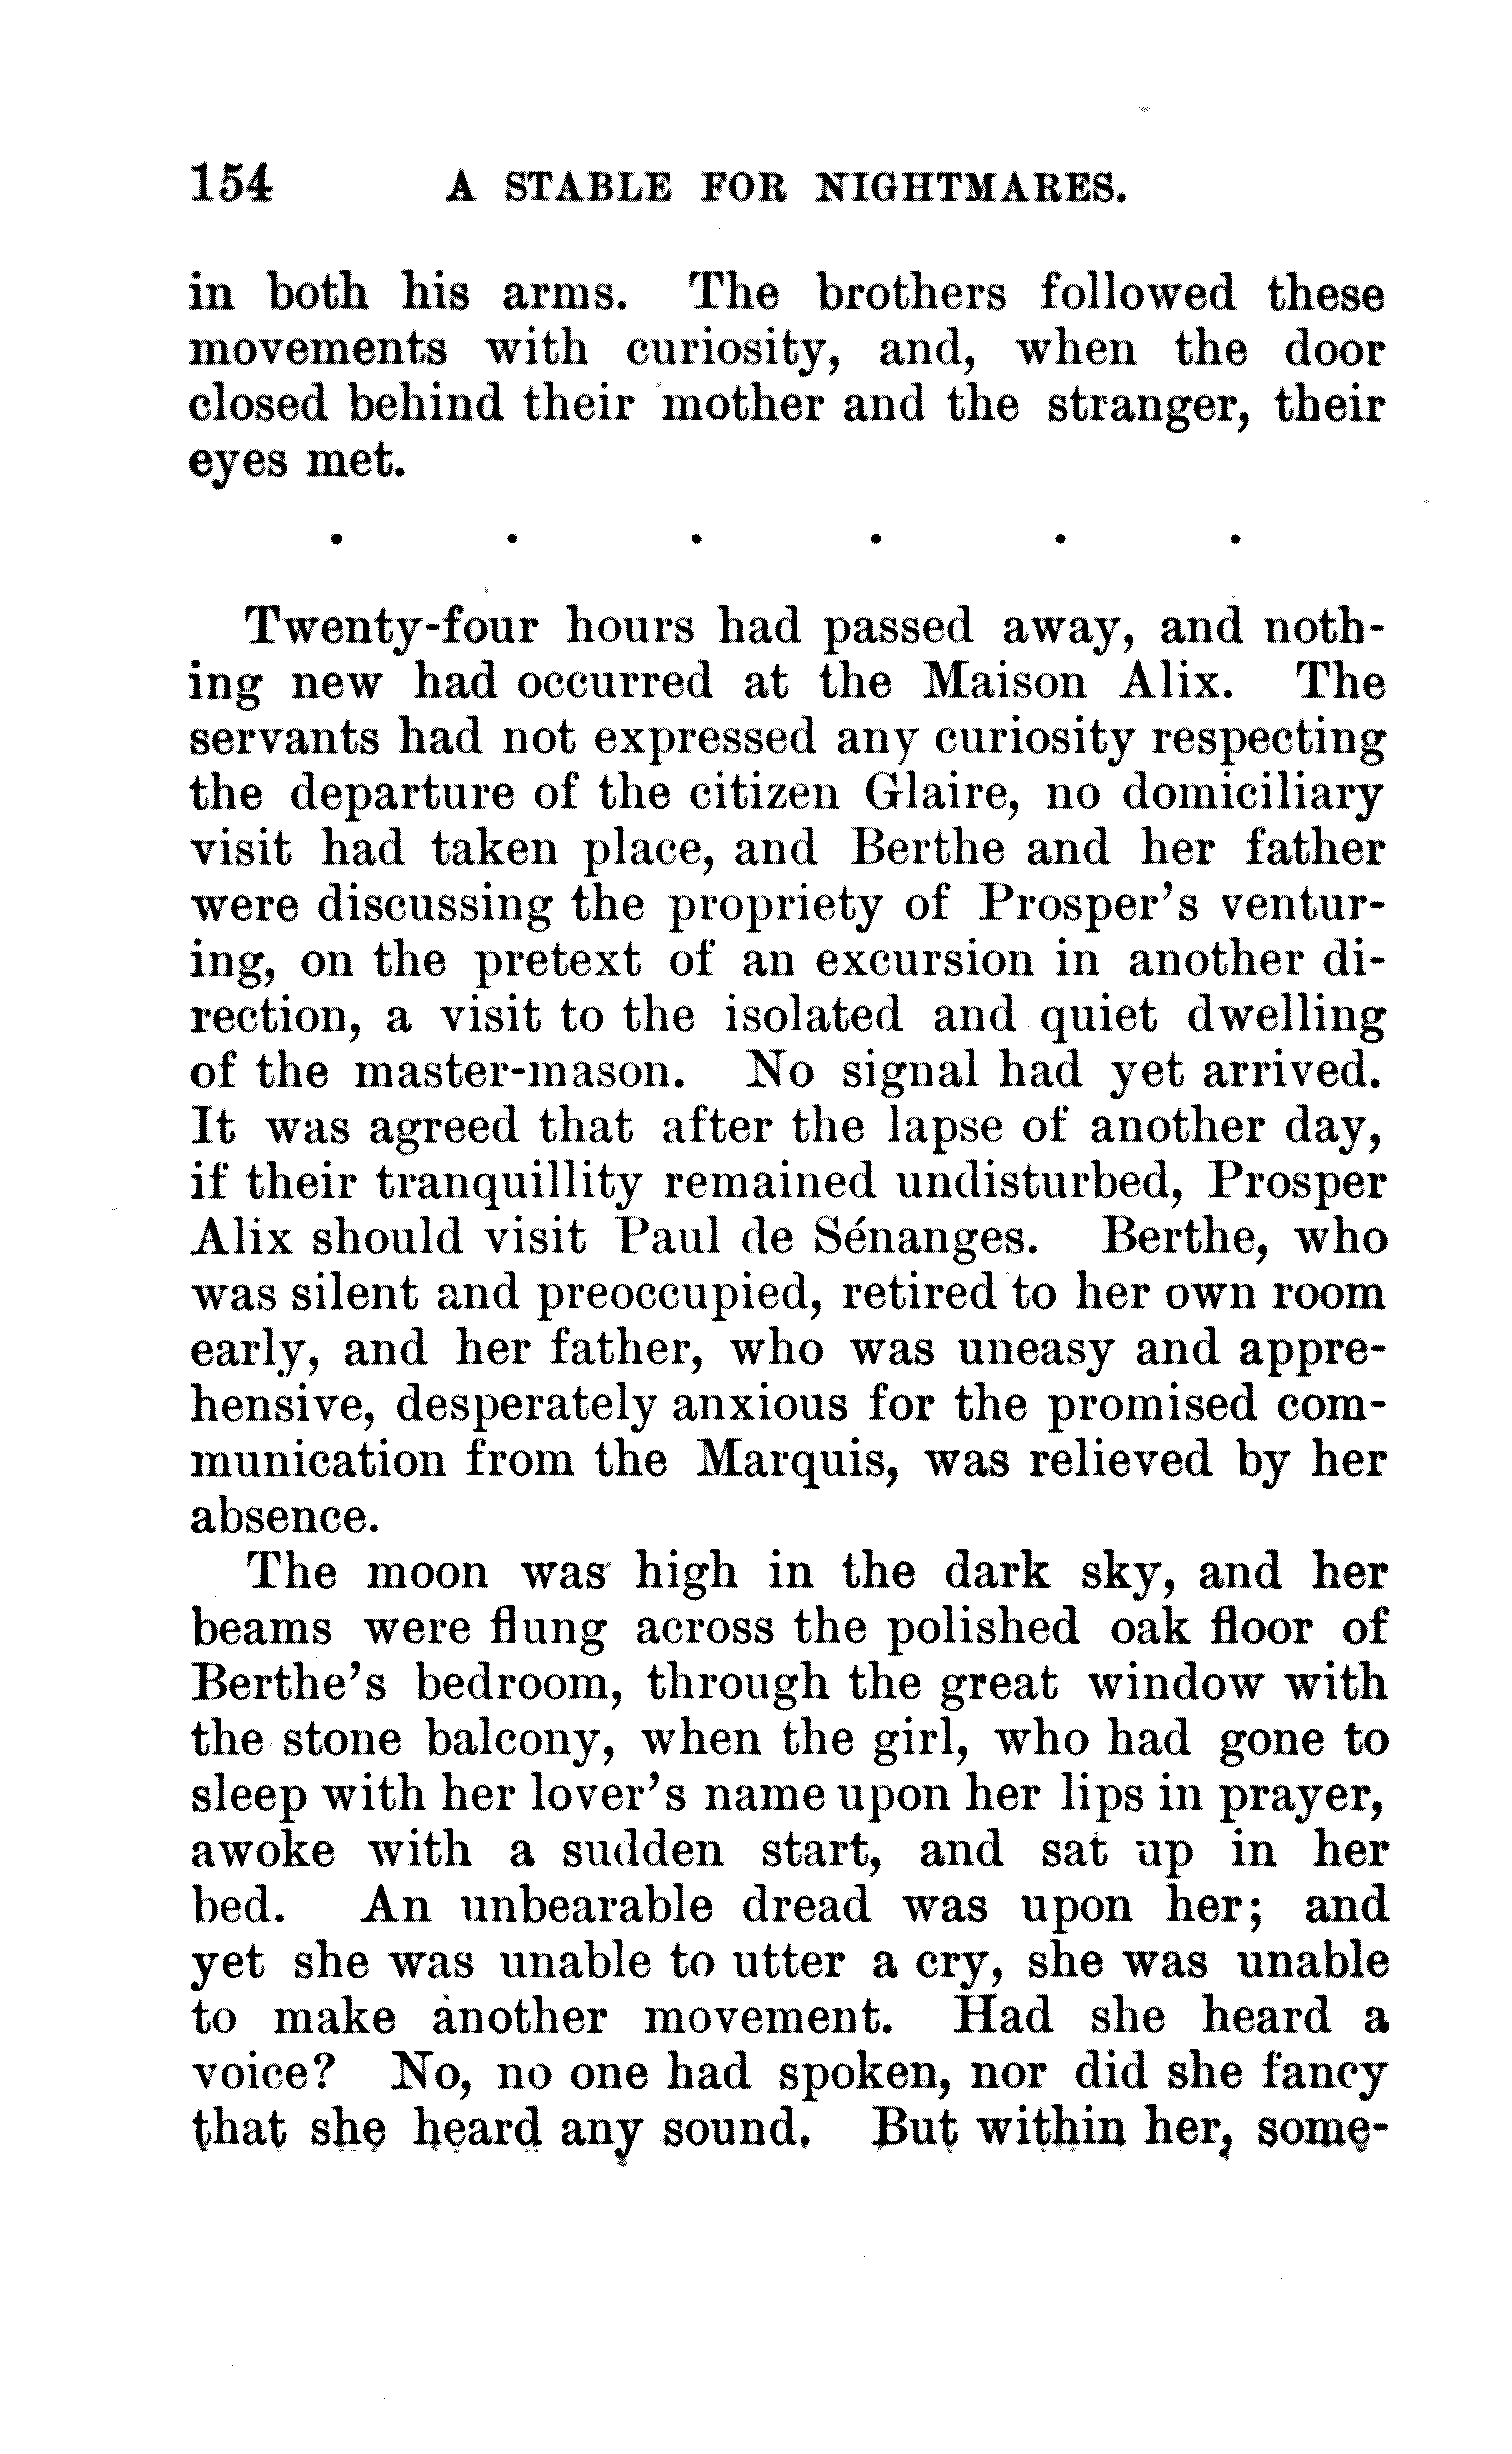 154 A STABLE FOR NIGHTMARES.
in both his arms. The brothers followed these
movements with curiosity, and, when the door
closed behind their mother and the stranger, their
eyes met.
. . . . . .
Twenty-four hours had passed away, and noth-
ing new had occurred at the Maison Alix. The
servants had not expressed any curiosity respecting
the departure of the citizen Glaire, no domiciliary
visit had taken place, and Berthe and her father
were discussing the propriety of Prosper's ventur-
ing, on the pretext of an excursion in another di-
rection, a visit to the isolated and quiet dwelling
of the master-mason. No signal had yet arrived.
It was agreed that after the lapse of another day,
if their tranquillity remained undisturbed, Prosper
Alix should visit Paul de Sénanges. Berthe, who
was silent and preoccupied, retired to her own room
early, and her father, who was uneasy and appre-
hensive, desperately anxious for the promised com-
munication from the Marquis, was relieved by her
absence.
The moon was high in the dark sky, and her
beams were flung across the polished oak floor of
Berthe's bedroom, through the great window with
the stone balcony, when the girl, who had gone to
sleep with her lover's name upon her lips in prayer,
awoke with a sudden start, and sat up in her
bed. An unbearable dread was upon her; and
yet she was unable to utter a cry, she was unable
to make another movement. Had she heard a
voice? No, no one had spoken, nor did she fancy
that she heard any sound. But within her, some-